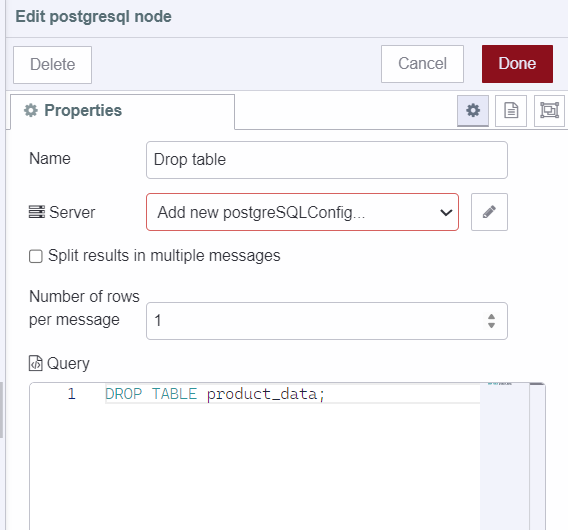 Edit postgresql node
Delete
Cancel
Done
Properties
Name
Drop table
Server
Add new postgreSQLConfig...
Split results in multiple messages
Number of rows
per message
1
Query
1 DROP TABLE product_data;